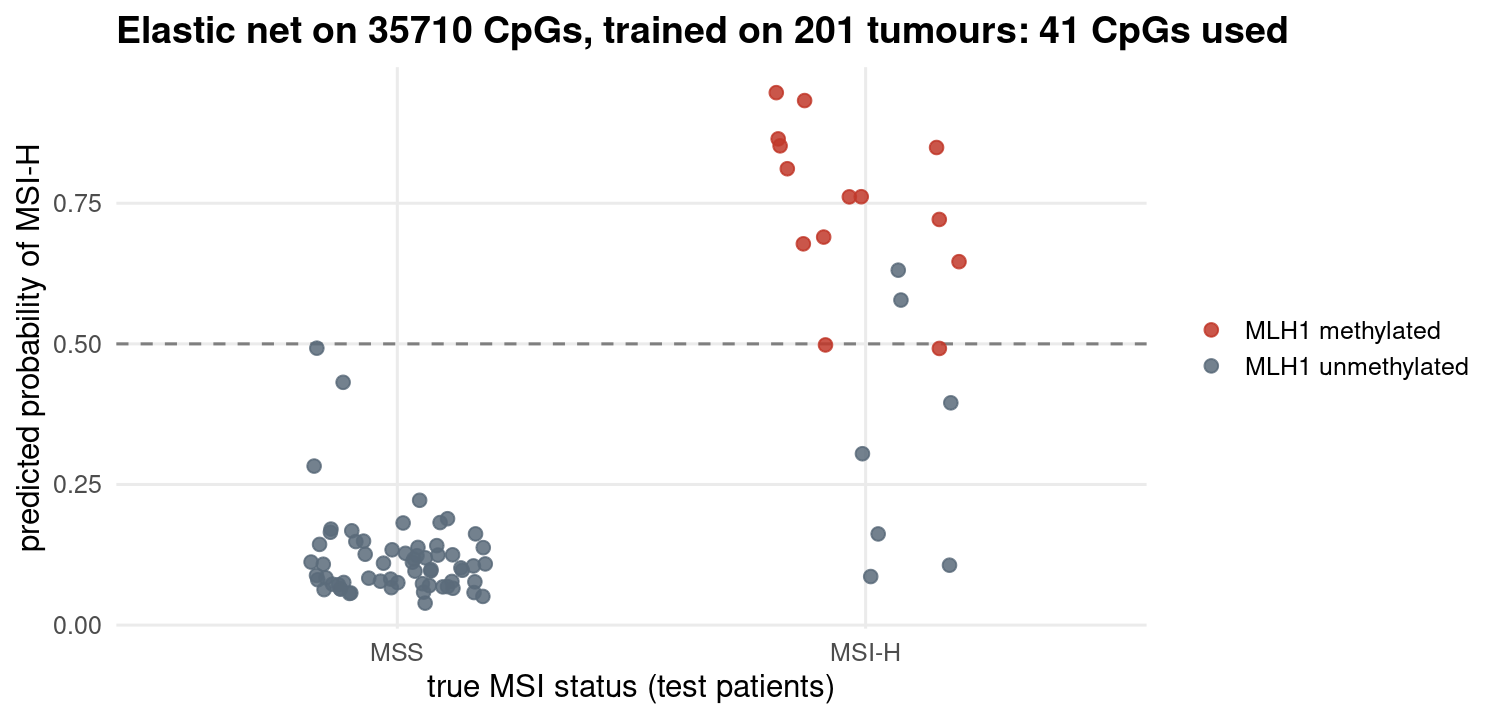 Elastic net on 35710 CpGs, trained on 201 tumours: 41 CpGs used
predicted probability of MSI-H
0.75
0.50
0.25
0.00
MSS
MSI-H
true MSI status (test patients)
MLH1 methylated
MLH1 unmethylated